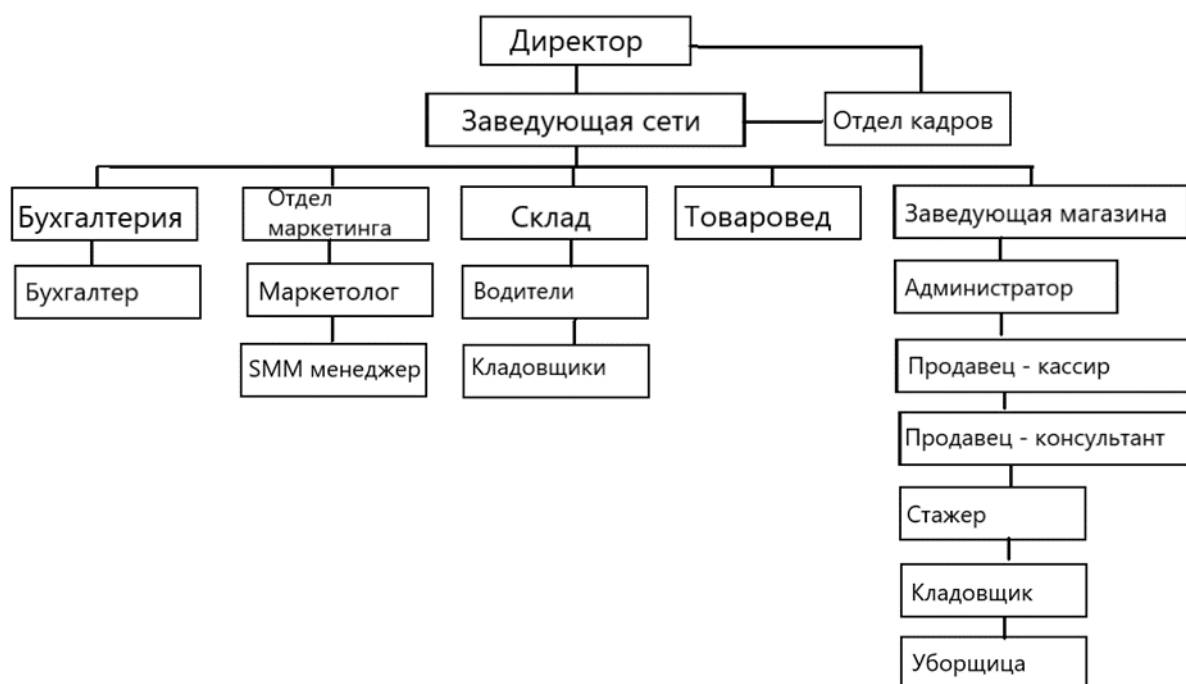 Директор
Заведующая сети
Отдел кадров
Бухгалтерия
Отдел
маркетинга
Склад
Товаровед
Заведующая магазина
Бухгалтер
Маркетолог
Водители
Администратор
SMM менеджер
Кладовщики
Продавец - кассир
Продавец - консультант
Стажер
Кладовщик
Уборщица